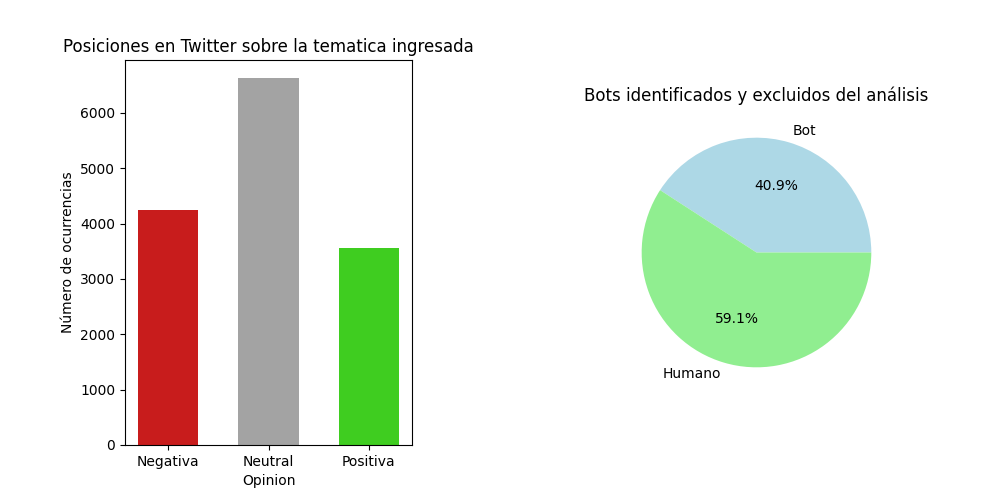 Posiciones en Twitter sobre la tematica ingresada
Número de ocurrencias
6000
5000
4000
3000
2000
1000
0
Negativa
Neutral
Positiva
Opinion
Bots identificados y excluidos del análisis
Bot
40.9%
59.1%
Humano